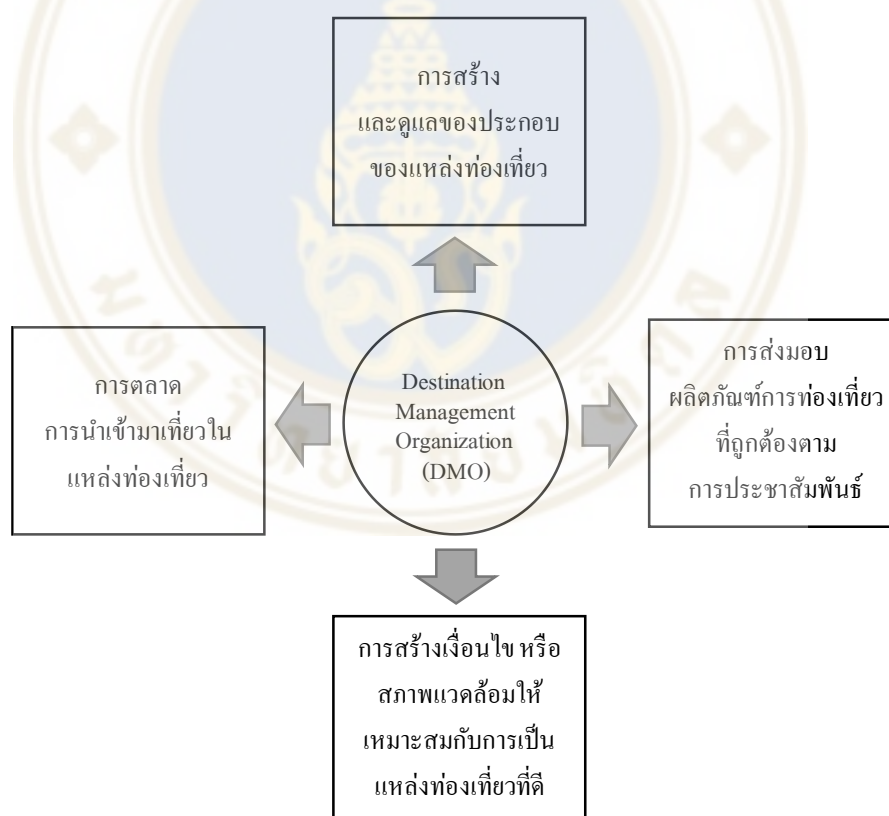 การสร้าง
และดูแลของประกอบ
ของแหล่งท่องเที่ยว
การตลาด
การนำเข้ามาเที่ยวใน
แหล่งท่องเที่ยว
Destination
Management
Organization
(DMO)
การส่งมอบ
ผลิตภัณฑ์การท่องเที่ยว
ที่ถูกต้องตาม
การประชาสัมพันธ์
การสร้างเงื่อนไข หรือ
สภาพแวดล้อมให้
เหมาะสมกับการเป็น
แหล่งท่องเที่ยวที่ดี